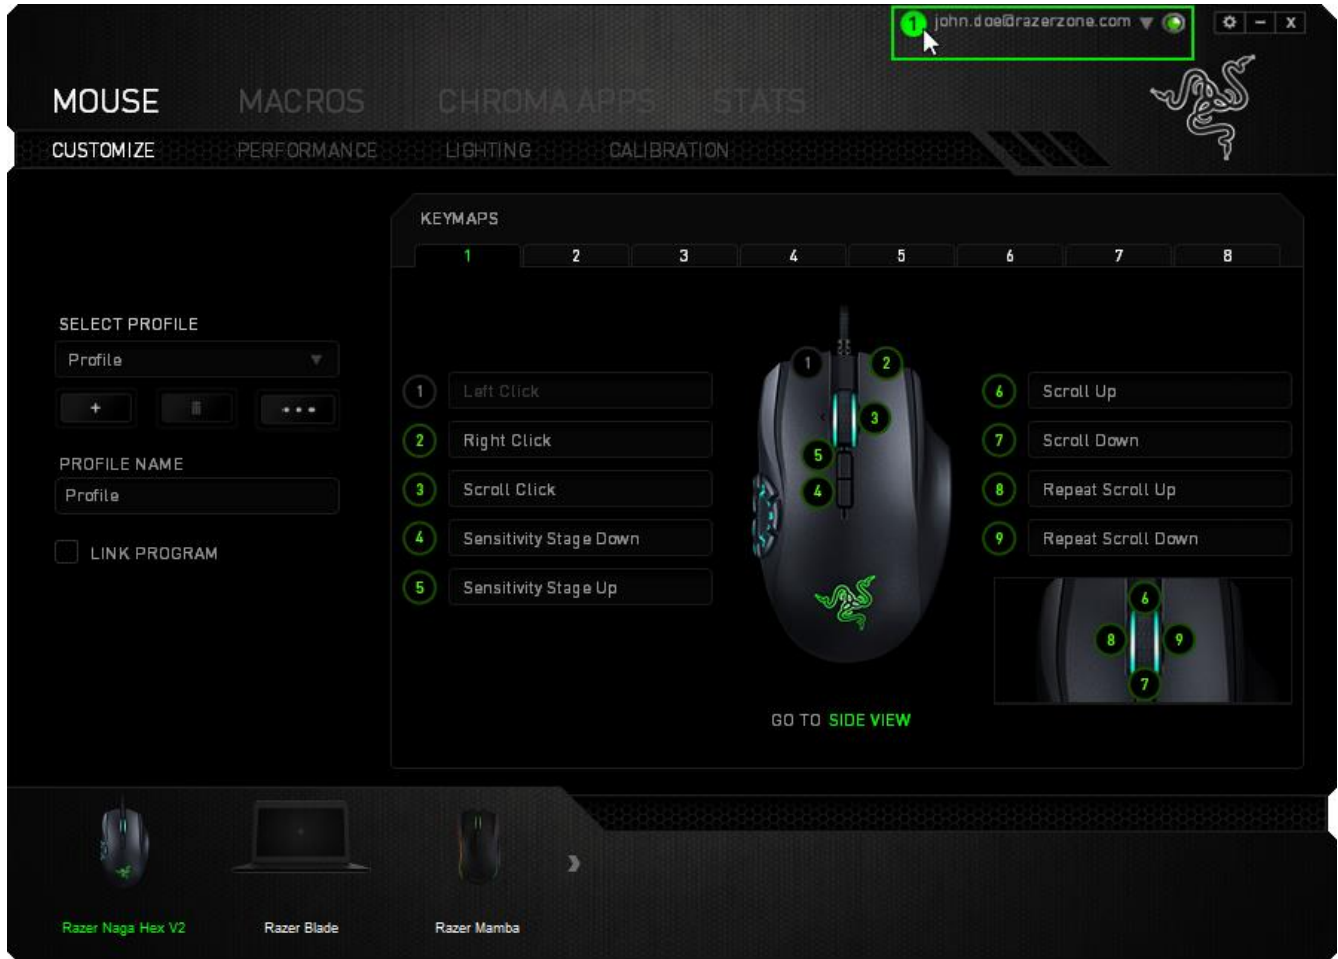 1 john.doe@razerzone.com
x
MOUSE MACROS CHROMA APPS STATS
CUSTOMIZE PERFORMANCE LIGHTING CALIBRATION
KEYMAPS
1 2 3 4 5 6 7 8
SELECT PROFILE
Profile
+ ...
PROFILE NAME
Profile
LINK PROGRAM
1 Left Click
2 Right Click
3 Scroll Click
4 Sensitivity Stage Down
5 Sensitivity Stage Up
1 2
3
5
4
6 Scroll Up
7 Scroll Down
8 Repeat Scroll Up
9 Repeat Scroll Down
6
8 9
7
GO TO SIDE VIEW
Razer Naga Hex V2 Razer Blade Razer Mamba